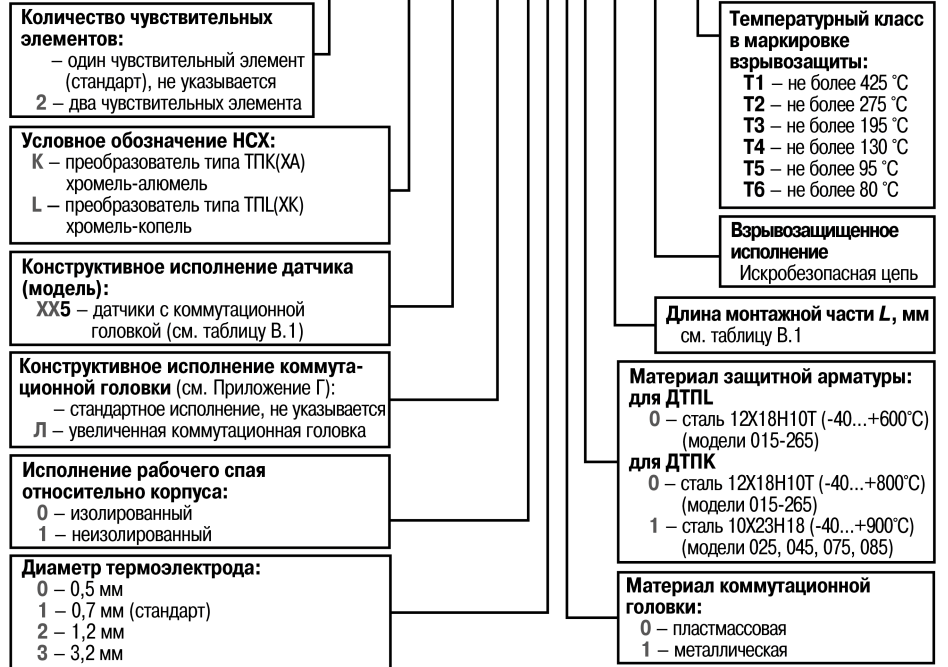 Количество чувствительных
элементов:
– один чувствительный элемент
(стандарт), не указывается
2 – два чувствительных элемента
Условное обозначение НСХ:
K – преобразователь типа ТПК(ХА)
хромель-алюмель
L – преобразователь типа ТПL(ХК)
хромель-копель
Конструктивное исполнение датчика
(модель):
XX5 – датчики с коммутационной
головкой (см. таблицу В.1)
Конструктивное исполнение коммута-
ционной головки (см. Приложение Г):
– стандартное исполнение, не указывается
Л – увеличенная коммутационная головка
Исполнение рабочего спая
относительно корпуса:
0 – изолированный
1 – неизолированный
Диаметр термоэлектрода:
0 – 0,5 мм
1 – 0,7 мм (стандарт)
2 – 1,2 мм
3 – 3,2 мм
Температурный класс
в маркировке
взрывозащиты:
Т1 – не более 425 °С
Т2 – не более 275 °С
Т3 – не более 195 °С
Т4 – не более 130 °С
Т5 – не более 95 °С
Т6 – не более 80 °С
Взрывозащищенное
исполнение
Искробезопасная цепь
Длина монтажной части L, мм
см. таблицу В.1
Материал защитной арматуры:
для ДТПL
0 – сталь 12Х18Н10Т (-40...+600°С)
(модели 015-265)
для ДТПК
0 – сталь 12Х18Н10Т (-40...+800°С)
(модели 015-265)
1 – сталь 10Х23Н18 (-40...+900°С)
(модели 025, 045, 075, 085)
Материал коммутационной
головки:
0 – пластмассовая
1 – металлическая